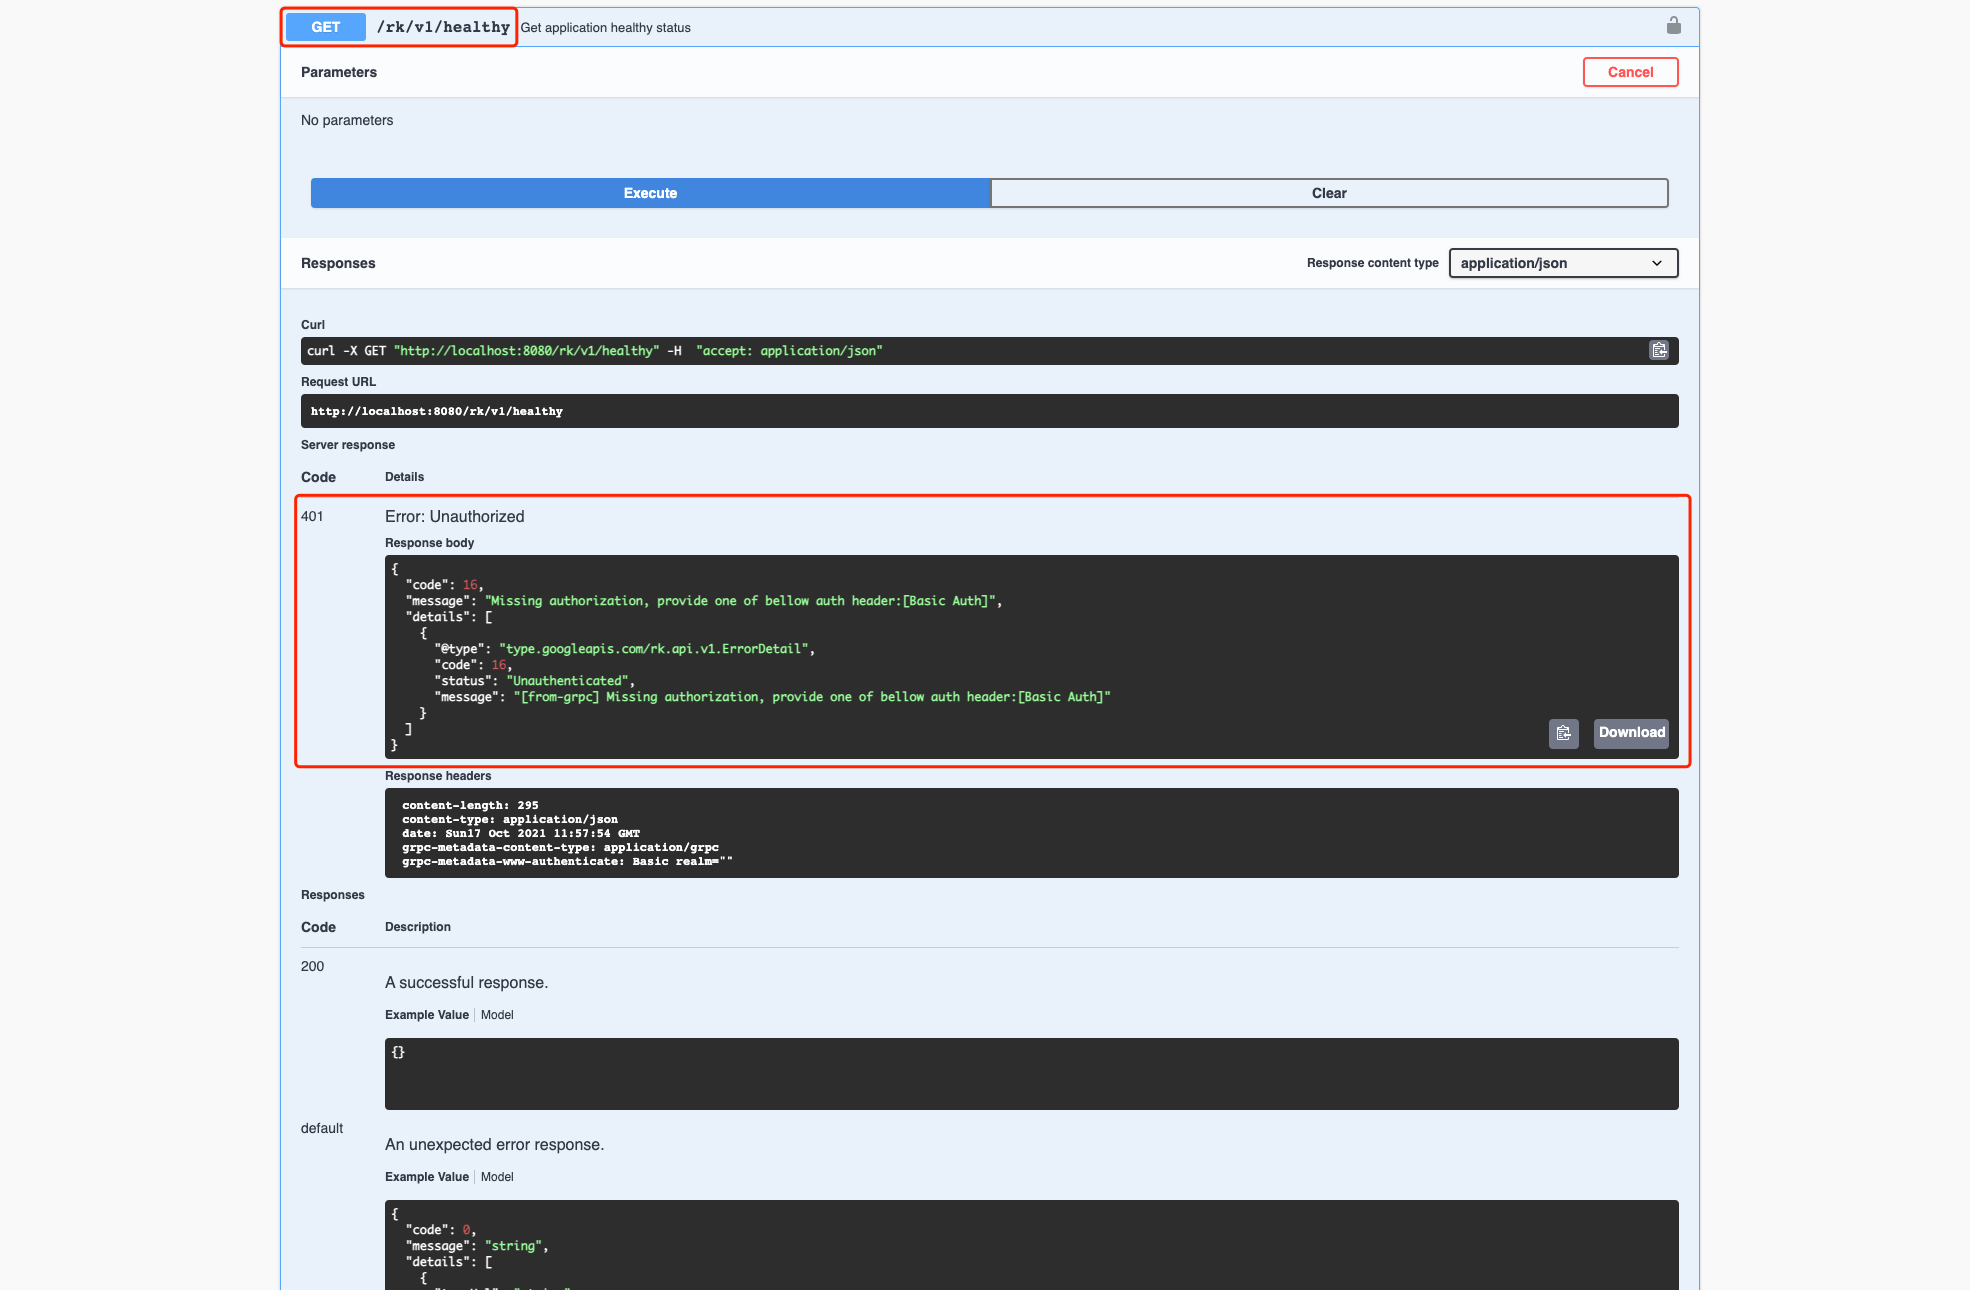 GET /rk/v1/healthy Get application healthy status
Parameters Cancel
No parameters
Execute Clear
Responses Response content type application/json
Curl
curl -X GET "http://localhost:8080/rk/v1/healthy" -H  "accept: application/json"
Request URL
http://localhost:8080/rk/v1/healthy
Server response
Code Details
401 Error: Unauthorized
Response body
{
  "code": 16,
  "message": "Missing authorization, provide one of bellow auth header:[Basic Auth]",
  "details": [
    {
      "@type": "type.googleapis.com/rk.api.v1.ErrorDetail",
      "code": 16,
      "status": "Unauthenticated",
      "message": "[from-grpc] Missing authorization, provide one of bellow auth header:[Basic Auth]"
    }
  ]
}
Download
Response headers
content-length: 295
content-type: application/json
date: Sun17 Oct 2021 11:57:54 GMT
grpc-metadata-content-type: application/grpc
grpc-metadata-www-authenticate: Basic realm=""
Responses
Code Description
200
A successful response.
Example Value Model
{}
default
An unexpected error response.
Example Value Model
{
  "code": 0,
  "message": "string",
  "details": [
    {